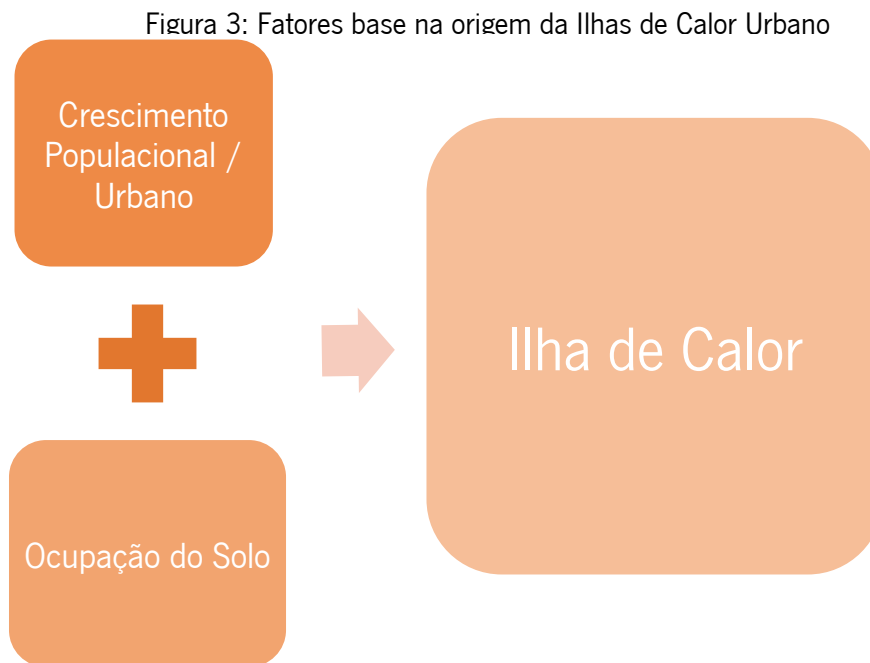 Figura 3: Fatores base na origem da Ilhas de Calor Urbano
Crescimento
Populacional /
Urbano
Ilha de Calor
Ocupação do Solo